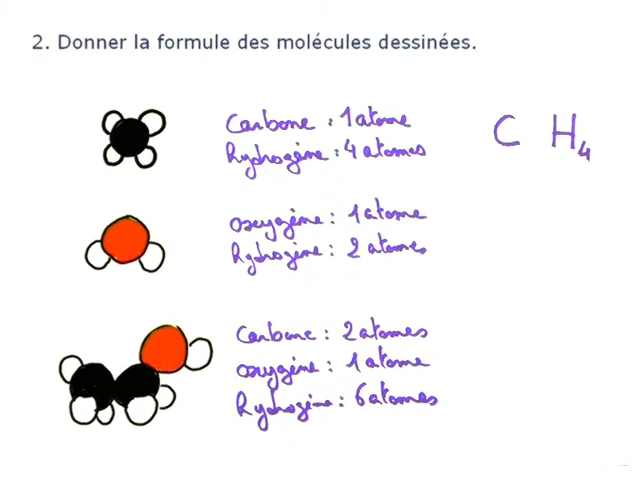 2. Donner la formule des molécules dessinées.
Carbone : 1 atome
Hydrogène : 4 atomes
C H₄
Oxygène : 1 atome
Hydrogène : 2 atomes
Carbone : 2 atomes
Oxygène : 1 atome
Hydrogène : 6 atomes